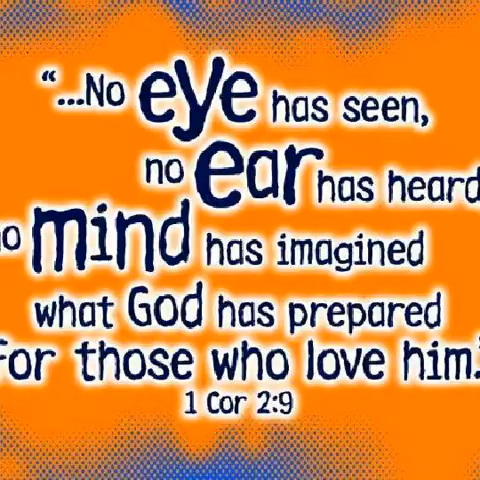 “...No eye has seen,
no ear has heard
no mind has imagined
what God has prepared
for those who love him.
1 Cor 2:9